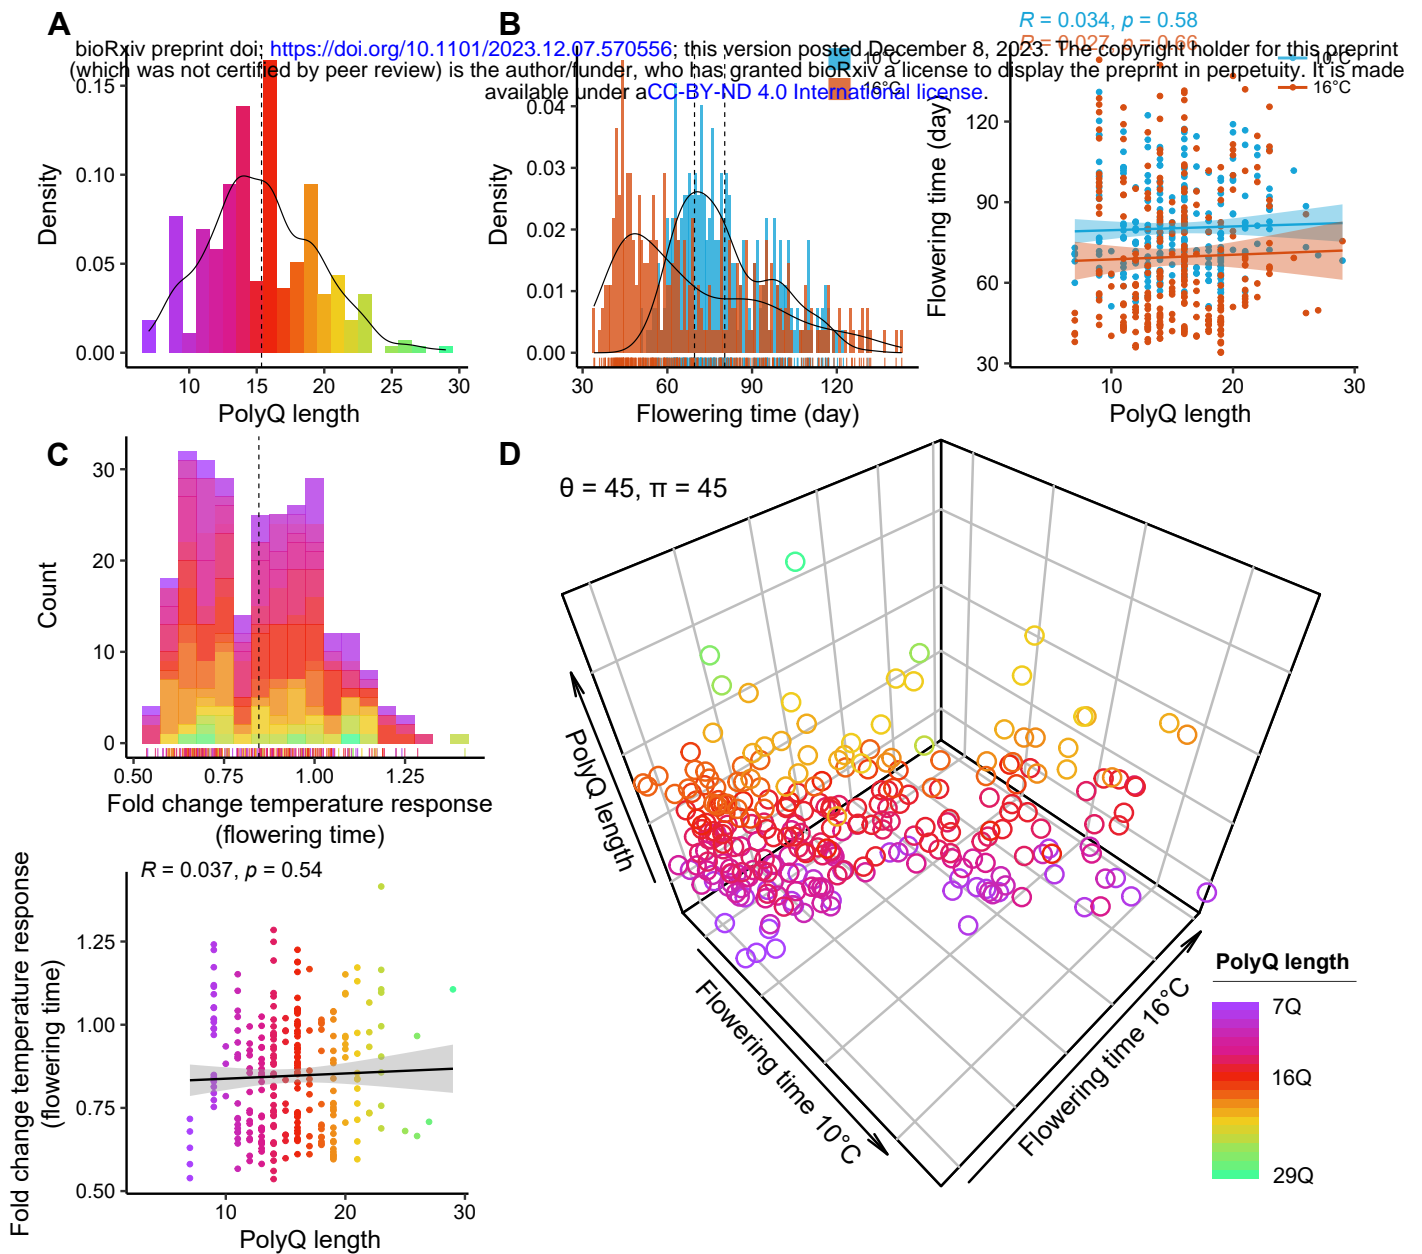 A
B
R = 0.034, p = 0.58
R = 0.027, p = 0.66
bioRxiv preprint doi: https://doi.org/10.1101/2023.12.07.570556; this version posted December 8, 2023. The copyright holder for this preprint
(which was not certified by peer review) is the author/funder, who has granted bioRxiv a license to display the preprint in perpetuity. It is made
available under aCC-BY-ND 4.0 International license.
0.15
0.10
0.05
0.00
Density
10
15
20
25
30
PolyQ length
10°C
16°C
0.04
0.03
0.02
0.01
0.00
Density
30
60
90
120
Flowering time (day)
10°C
16°C
120
90
60
30
Flowering time (day)
10
20
30
PolyQ length
C
30
20
10
0
Count
0.50
0.75
1.00
1.25
Fold change temperature response
(flowering time)
R = 0.037, p = 0.54
1.25
1.00
0.75
0.50
Fold change temperature response
(flowering time)
10
20
30
PolyQ length
D
θ = 45, π = 45
PolyQ length
Flowering time 10°C
Flowering time 16°C
PolyQ length
7Q
16Q
29Q